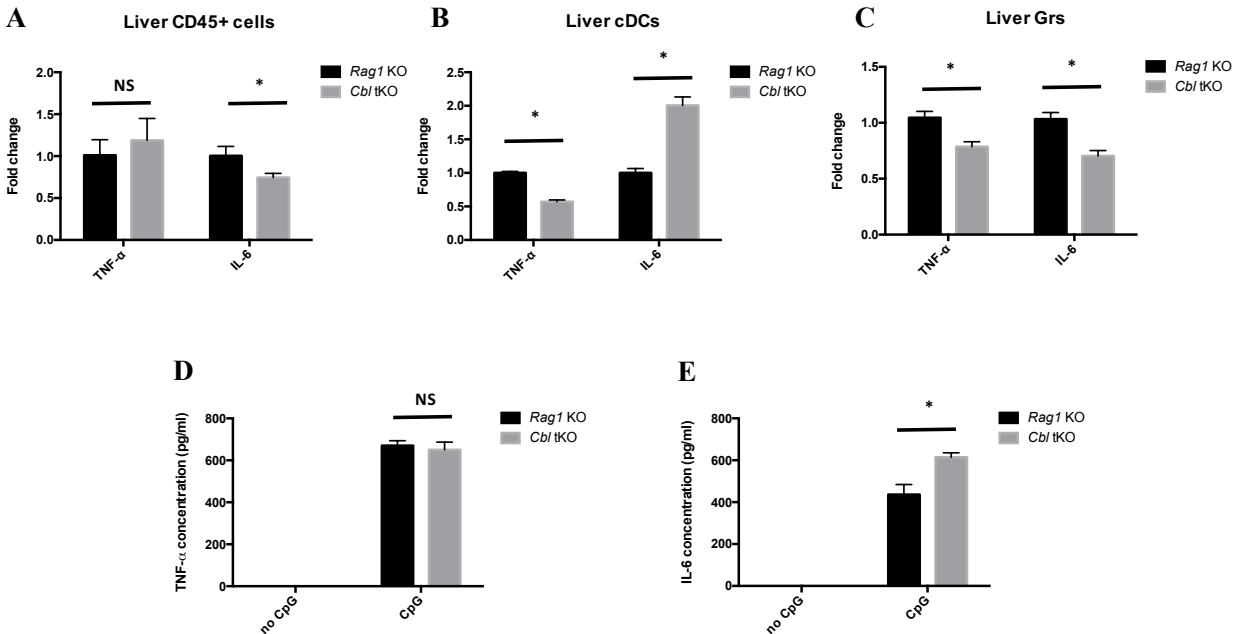 A
Liver CD45+ cells
Fold change
2.0
1.5
1.0
0.5
0.0
NS
*
TNF-α
IL-6
Rag1 KO
Cbl tKO
B
Liver cDCs
Fold change
2.5
2.0
1.5
1.0
0.5
0.0
*
*
TNF-α
IL-6
Rag1 KO
Cbl tKO
C
Liver Grs
Fold change
1.5
1.0
0.5
0.0
*
*
TNF-α
IL-6
Rag1 KO
Cbl tKO
D
TNF-α concentration (pg/ml)
800
600
400
200
0
NS
no CpG
CpG
Rag1 KO
Cbl tKO
E
IL-6 concentration (pg/ml)
800
600
400
200
0
*
no CpG
CpG
Rag1 KO
Cbl tKO